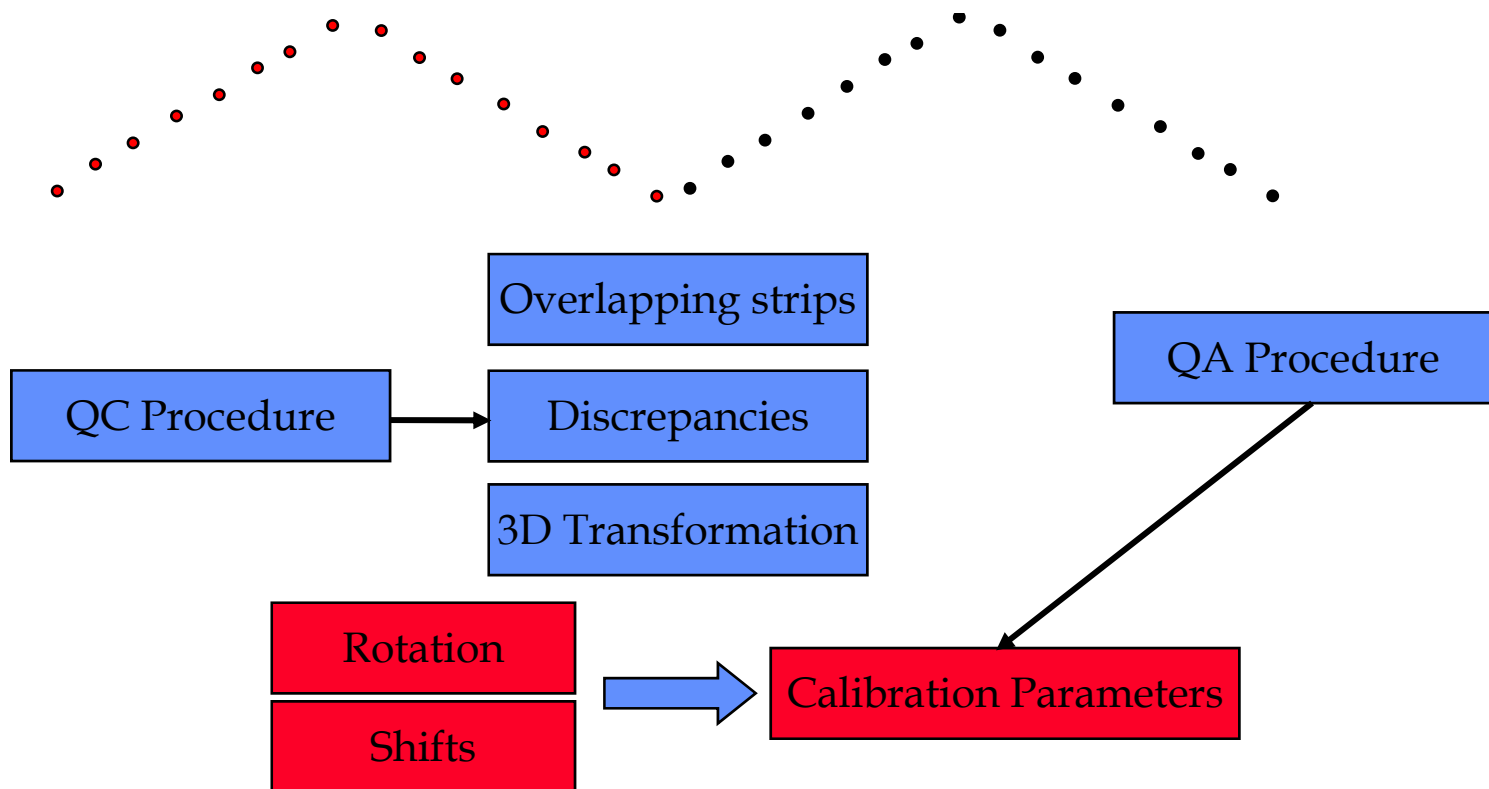 Overlapping strips
QA Procedure
QC Procedure
Discrepancies
3D Transformation
Rotation
Calibration Parameters
Shifts